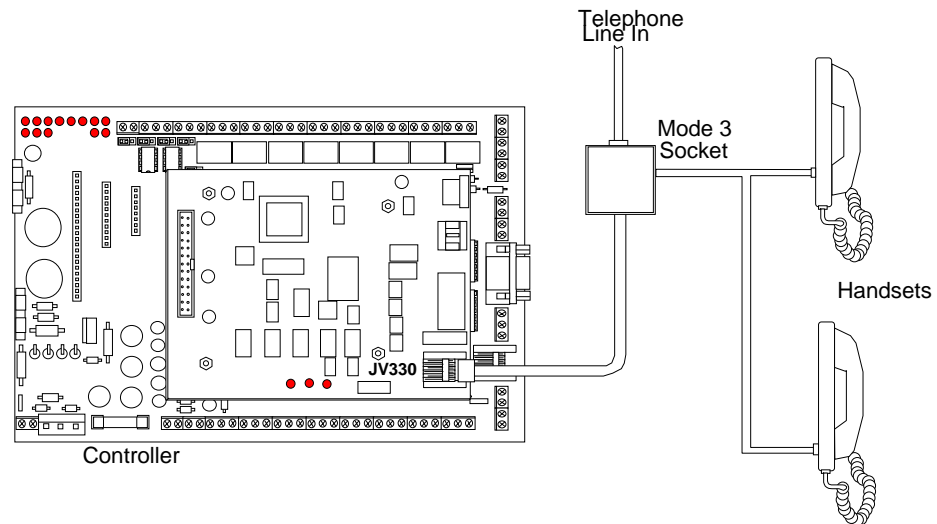 Telephone
Line In
Mode 3
Socket
Handsets
JV330
Controller